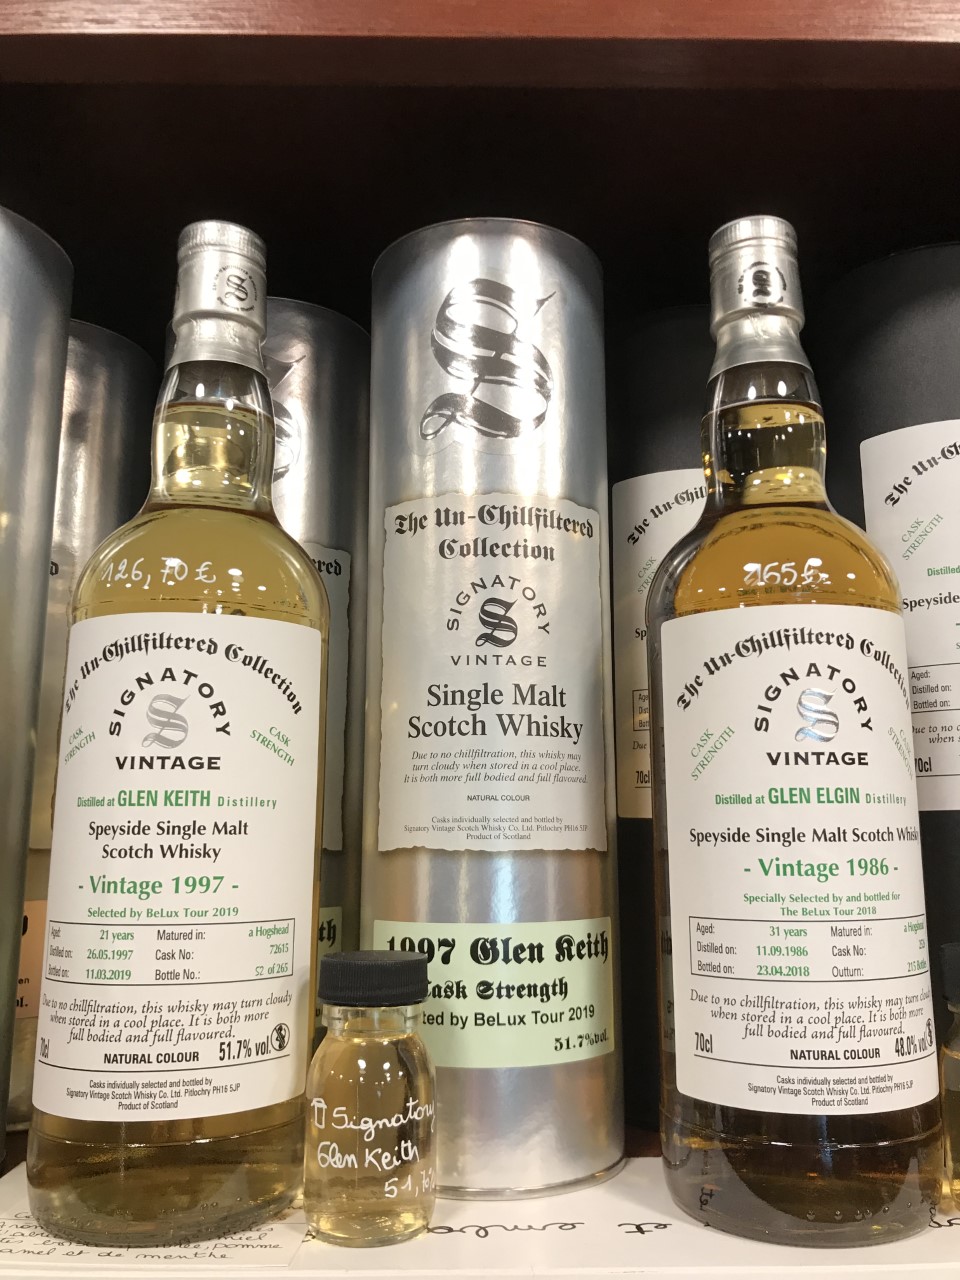 126,70 £
The Un-Chillfiltered Collection
SIGNATORY
S
VINTAGE
CASK
STRENGTH
CASK
STRENGTH
Distilled at GLEN KEITH Distillery
Speyside Single Malt
Scotch Whisky
- Vintage 1997 -
Selected by BeLux Tour 2019
Aged: 21 years Matured in: a Hogshead
Distilled on: 26.05.1997 Cask No: 72615
Bottled on: 11.03.2019 Bottle No.: 52 of 265
Due to no chillfiltration, this whisky may turn cloudy
when stored in a cool place. It is both more
full bodied and full flavoured.
70cl NATURAL COLOUR 51.7% vol.
Casks individually selected and bottled by
Signatory Vintage Scotch Whisky Co. Ltd. Pitlochry PH16 5JP
Product of Scotland
Signatory
Glen Keith
S
The Un-Chillfiltered
Collection
SIGNATORY
S
VINTAGE
Single Malt
Scotch Whisky
Due to no chillfiltration, this whisky may
turn cloudy when stored in a cool place.
It is both more full bodied and full flavoured.
NATURAL COLOUR
Casks individually selected and bottled by
Signatory Vintage Scotch Whisky Co. Ltd. Pitlochry PH16 5JP
Product of Scotland
1997 Glen Keith
Cask Strength
ted by BeLux Tour 2019
51.7%vol.
165£
The Un-Chillfiltered Collection
SIGNATORY
S
VINTAGE
CASK
STRENGTH
CASK
STRENGTH
Distilled at GLEN ELGIN Distillery
Speyside Single Malt Scotch Whisky
- Vintage 1986 -
Specially Selected by and bottled for
The BeLux Tour 2018
Aged: 31 years Matured in: a Hogshead
Distilled on: 11.09.1986 Cask No:
Bottled on: 23.04.2018 Outturn: 215 Bottle
Due to no chillfiltration, this whisky may turn cloudy
when stored in a cool place. It is both more
full bodied and full flavoured.
70cl NATURAL COLOUR 48.0% vol
Casks individually selected and bottled by
Signatory Vintage Scotch Whisky Co. Ltd. Pitlochry PH16 5JP
Product of Scotland
CASK
STRENGTH
Speyside
Aged:
Distilled on:
Bottled on:
70cl
miel
pomme
et de menthe